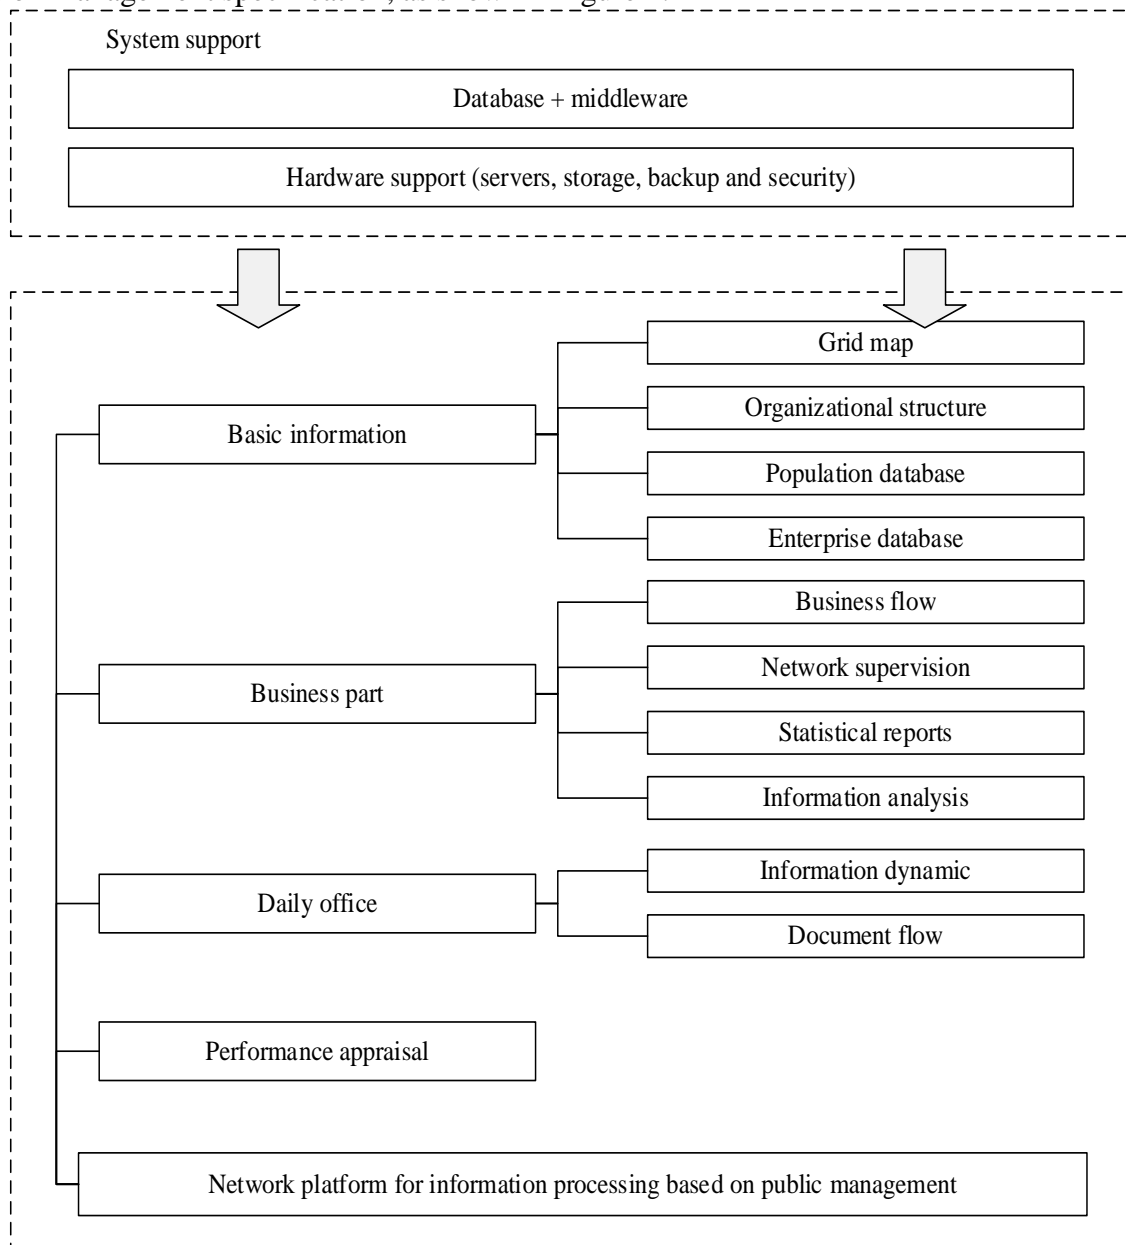 System support
Database + middleware
Hardware support (servers, storage, backup and security)
Grid map
Organizational structure
Basic information
Population database
Enterprise database
Business flow
Network supervision
Business part
Statistical reports
Information analysis
Information dynamic
Daily office
Document flow
Performance appraisal
Network platform for information processing based on public management